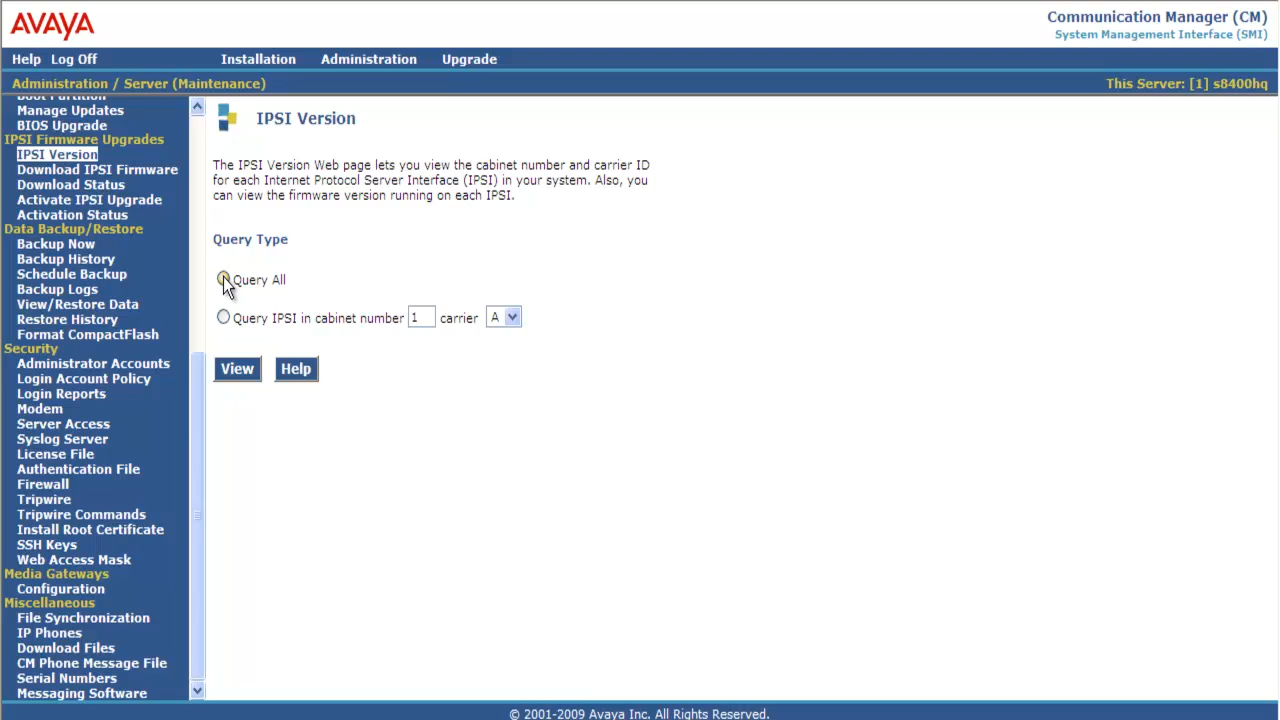 AVAYA
Communication Manager (CM)
System Management Interface (SMI)
Help Log Off Installation Administration Upgrade
Administration / Server (Maintenance)
This Server: [1] s8400hq
Boot Partition
Manage Updates
BIOS Upgrade
IPSI Firmware Upgrades
IPSI Version
Download IPSI Firmware
Download Status
Activate IPSI Upgrade
Activation Status
Data Backup/Restore
Backup Now
Backup History
Schedule Backup
Backup Logs
View/Restore Data
Restore History
Format CompactFlash
Security
Administrator Accounts
Login Account Policy
Login Reports
Modem
Server Access
Syslog Server
License File
Authentication File
Firewall
Tripwire
Tripwire Commands
Install Root Certificate
SSH Keys
Web Access Mask
Media Gateways
Configuration
Miscellaneous
File Synchronization
IP Phones
Download Files
CM Phone Message File
Serial Numbers
Messaging Software
IPSI Version
The IPSI Version Web page lets you view the cabinet number and carrier ID
for each Internet Protocol Server Interface (IPSI) in your system. Also, you
can view the firmware version running on each IPSI.
Query Type
Query All
Query IPSI in cabinet number 1 carrier A
View Help
© 2001-2009 Avaya Inc. All Rights Reserved.